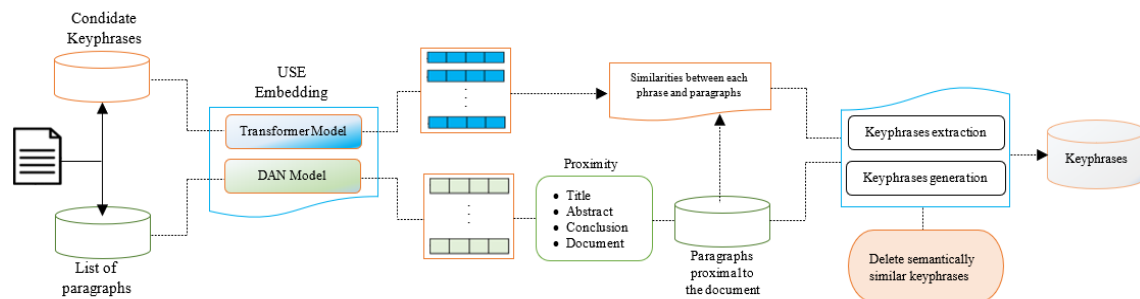 Candidate
Keyphrases
USE
Embedding
Transformer Model
DAN Model
List of
paragraphs
Similarities between each
phrase and paragraphs
Proximity
• Title
• Abstract
• Conclusion
• Document
Paragraphs
proximal to
the document
Keyphrases extraction
Keyphrases generation
Delete semantically
similar keyphrases
Keyphrases